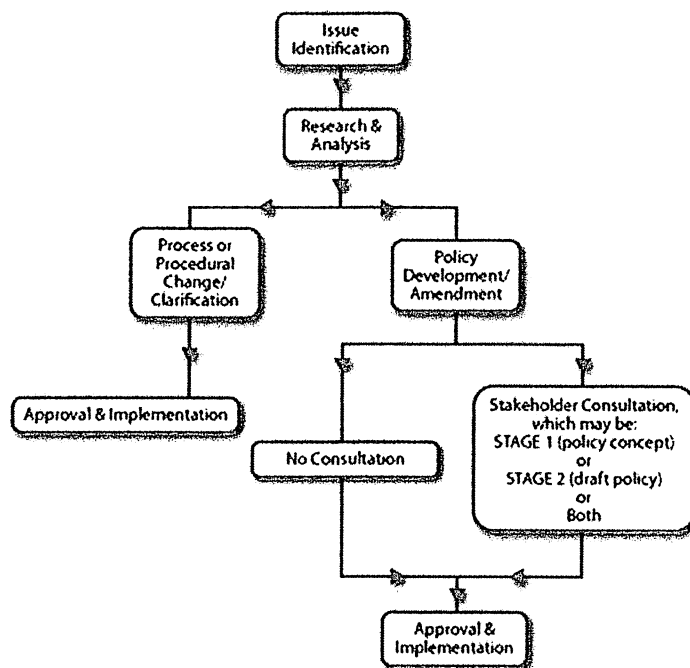 Issue
Identification
Research &
Analysis
Process or
Procedural
Change/
Clarification
Policy
Development/
Amendment
Approval & Implementation
No Consultation
Stakeholder Consultation,
which may be:
STAGE 1 (policy concept)
or
STAGE 2 (draft policy)
or
Both
Approval &
Implementation